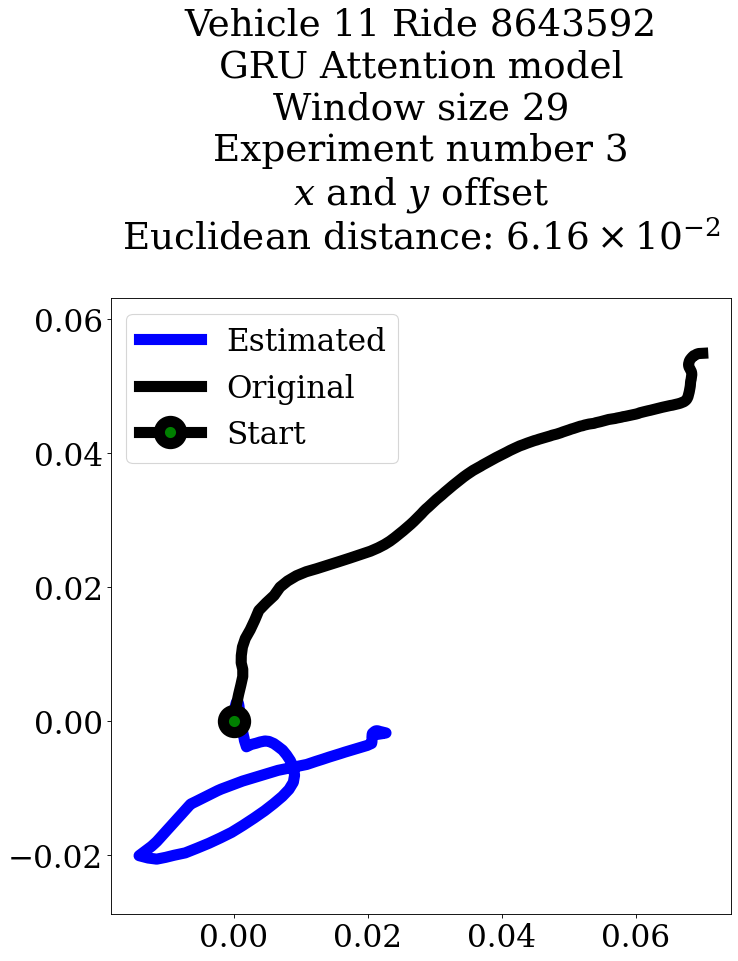 Vehicle 11 Ride 8643592
GRU Attention model
Window size 29
Experiment number 3
x and y offset
Euclidean distance: 6.16 × 10⁻²
0.06
0.04
0.02
0.00
−0.02
Estimated
Original
Start
0.00 0.02 0.04 0.06